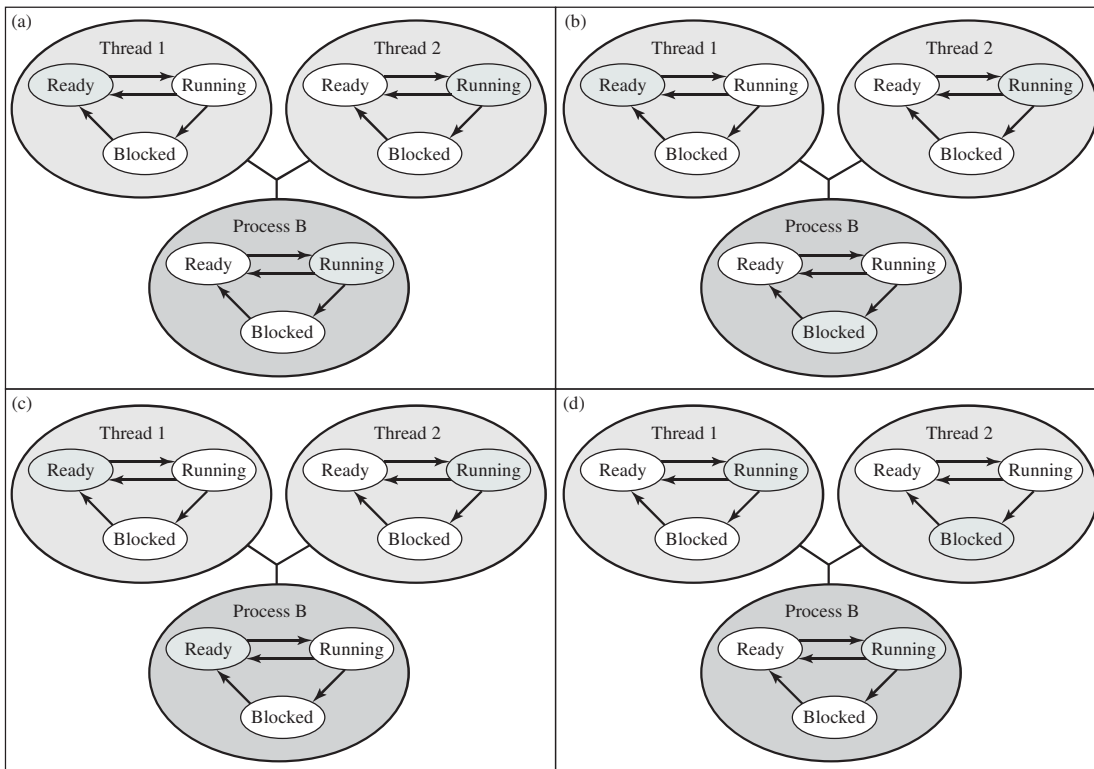 (a)
Thread 1
Ready
Running
Blocked
Thread 2
Ready
Running
Blocked
Process B
Ready
Running
Blocked
(b)
Thread 1
Ready
Running
Blocked
Thread 2
Ready
Running
Blocked
Process B
Ready
Running
Blocked
(c)
Thread 1
Ready
Running
Blocked
Thread 2
Ready
Running
Blocked
Process B
Ready
Running
Blocked
(d)
Thread 1
Ready
Running
Blocked
Thread 2
Ready
Running
Blocked
Process B
Ready
Running
Blocked